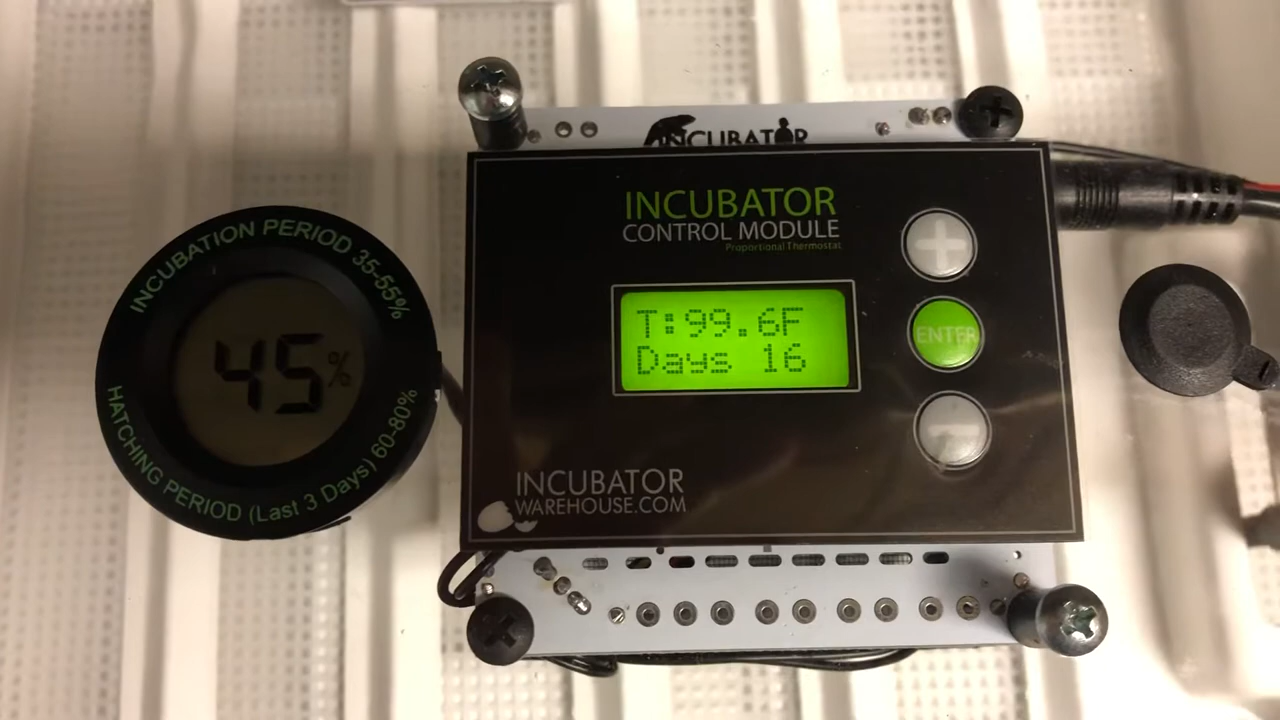 INCUBATION PERIOD 35-55%
45%
HATCHING PERIOD (Last 3 Days) 60-80%
INCUBATOR
INCUBATOR
CONTROL MODULE
Proportional Thermostat
T:99.6F
Days 16
+
ENTER
-
INCUBATOR
WAREHOUSE.COM